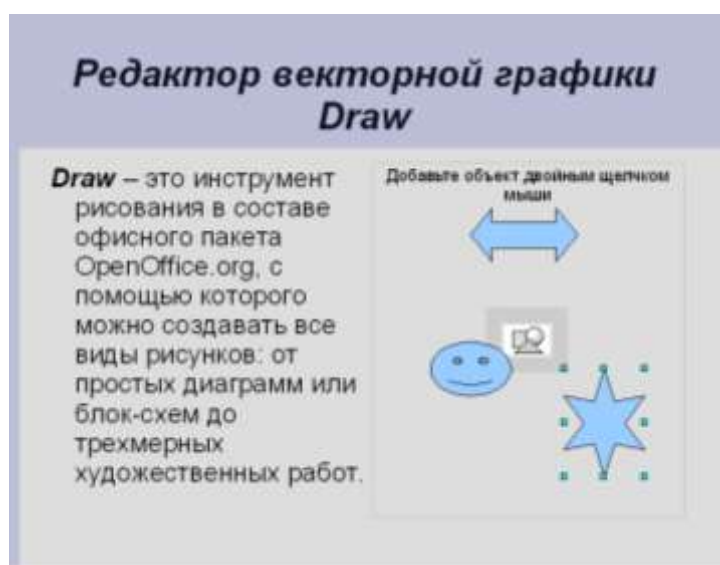 Редактор векторной графики
Draw
Draw – это инструмент
рисования в составе
офисного пакета
OpenOffice.org, с
помощью которого
можно создавать все
виды рисунков: от
простых диаграмм или
блок-схем до
трехмерных
художественных работ.
Добавьте объект двойным щелчком
мыши